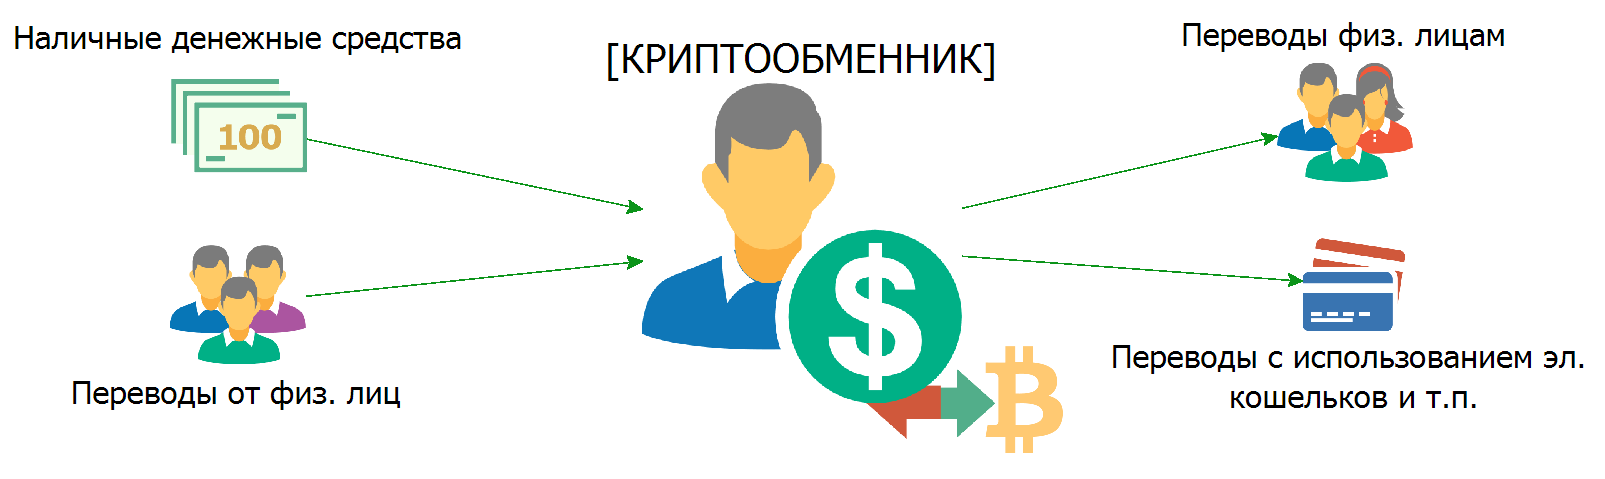 Наличные денежные средства
[КРИПТООБМЕННИК]
Переводы физ. лицам
100
Переводы от физ. лиц
$
Переводы с использованием эл.
кошельков и т.п.